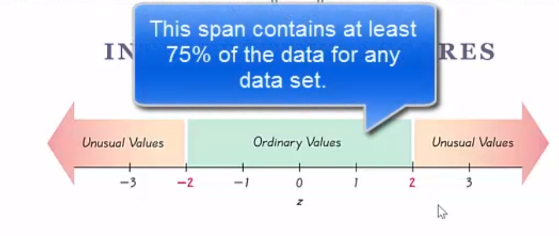 This span contains at least
75% of the data for any
data set.
IN
RES
Unusual Values Ordinary Values Unusual Values
−3 −2 −1 0 1 2 3
z